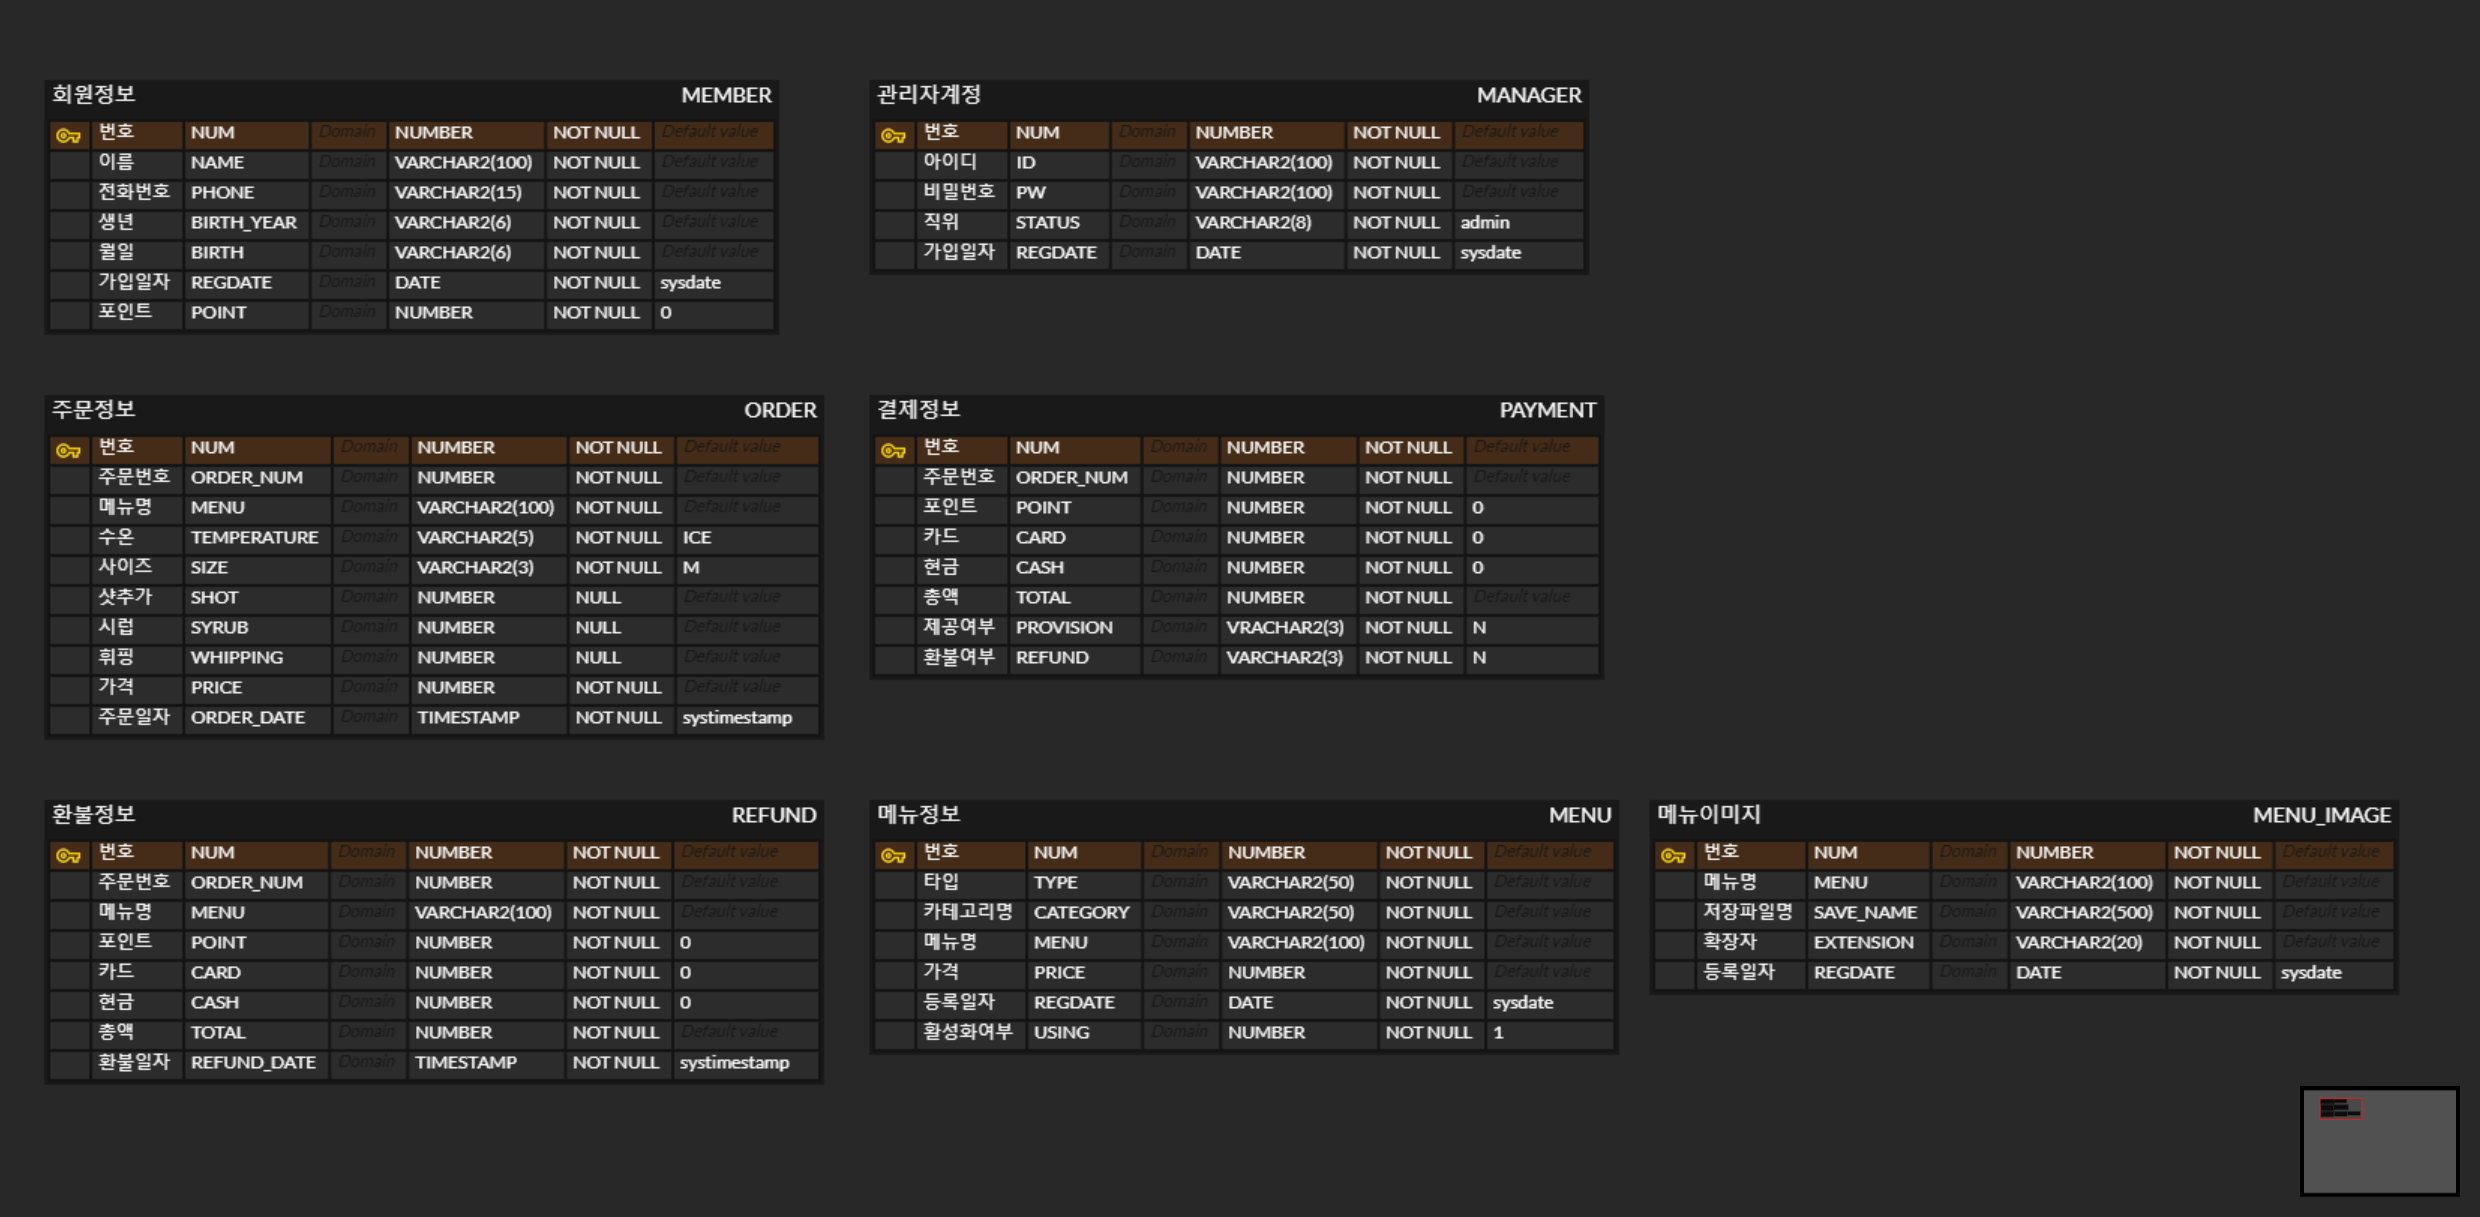 회원정보 MEMBER
번호 NUM Domain NUMBER NOT NULL Default value
이름 NAME Domain VARCHAR2(100) NOT NULL Default value
전화번호 PHONE Domain VARCHAR2(15) NOT NULL Default value
생년 BIRTH_YEAR Domain VARCHAR2(6) NOT NULL Default value
월일 BIRTH Domain VARCHAR2(6) NOT NULL Default value
가입일자 REGDATE Domain DATE NOT NULL sysdate
포인트 POINT Domain NUMBER NOT NULL 0
관리자계정 MANAGER
번호 NUM Domain NUMBER NOT NULL Default value
아이디 ID Domain VARCHAR2(100) NOT NULL Default value
비밀번호 PW Domain VARCHAR2(100) NOT NULL Default value
직위 STATUS Domain VARCHAR2(8) NOT NULL admin
가입일자 REGDATE Domain DATE NOT NULL sysdate
주문정보 ORDER
번호 NUM Domain NUMBER NOT NULL Default value
주문번호 ORDER_NUM Domain NUMBER NOT NULL Default value
메뉴명 MENU Domain VARCHAR2(100) NOT NULL Default value
수온 TEMPERATURE Domain VARCHAR2(5) NOT NULL ICE
사이즈 SIZE Domain VARCHAR2(3) NOT NULL M
샷추가 SHOT Domain NUMBER NULL Default value
시럽 SYRUB Domain NUMBER NULL Default value
휘핑 WHIPPING Domain NUMBER NULL Default value
가격 PRICE Domain NUMBER NOT NULL Default value
주문일자 ORDER_DATE Domain TIMESTAMP NOT NULL systimestamp
결제정보 PAYMENT
번호 NUM Domain NUMBER NOT NULL Default value
주문번호 ORDER_NUM Domain NUMBER NOT NULL Default value
포인트 POINT Domain NUMBER NOT NULL 0
카드 CARD Domain NUMBER NOT NULL 0
현금 CASH Domain NUMBER NOT NULL 0
총액 TOTAL Domain NUMBER NOT NULL Default value
제공여부 PROVISION Domain VRACHAR2(3) NOT NULL N
환불여부 REFUND Domain VARCHAR2(3) NOT NULL N
환불정보 REFUND
번호 NUM Domain NUMBER NOT NULL Default value
주문번호 ORDER_NUM Domain NUMBER NOT NULL Default value
메뉴명 MENU Domain VARCHAR2(100) NOT NULL Default value
포인트 POINT Domain NUMBER NOT NULL 0
카드 CARD Domain NUMBER NOT NULL 0
현금 CASH Domain NUMBER NOT NULL 0
총액 TOTAL Domain NUMBER NOT NULL Default value
환불일자 REFUND_DATE Domain TIMESTAMP NOT NULL systimestamp
메뉴정보 MENU
번호 NUM Domain NUMBER NOT NULL Default value
타입 TYPE Domain VARCHAR2(50) NOT NULL Default value
카테고리명 CATEGORY Domain VARCHAR2(50) NOT NULL Default value
메뉴명 MENU Domain VARCHAR2(100) NOT NULL Default value
가격 PRICE Domain NUMBER NOT NULL Default value
등록일자 REGDATE Domain DATE NOT NULL sysdate
활성화여부 USING Domain NUMBER NOT NULL 1
메뉴이미지 MENU_IMAGE
번호 NUM Domain NUMBER NOT NULL Default value
메뉴명 MENU Domain VARCHAR2(100) NOT NULL Default value
저장파일명 SAVE_NAME Domain VARCHAR2(500) NOT NULL Default value
확장자 EXTENSION Domain VARCHAR2(20) NOT NULL Default value
등록일자 REGDATE Domain DATE NOT NULL sysdate